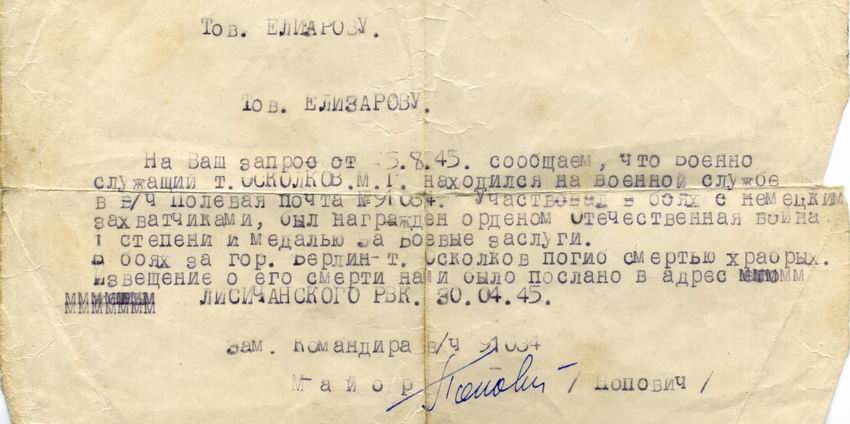 Тов. ЕЛИАРОВУ.
Тов. ЕЛИЗАРОВУ.
На Ваш запрос от 5.8.45. сообщаем, что военно
служащий т. ОСКОЛКОВ.М.Г. находился на военной службе
в в/ч Полевая почта №91034. Участвовал в боях с немецким
захватчиками, был награжден орденом Отечественная война
I степени и медалью За боевые заслуги.
В боях за гор. Берлин-т. Осколков погиб смертью храбрых.
Извещение о его смерти нами было послано в адрес
ЛИСИЧАНСКОГО РВК. 30.04.45.
Зам. Командира в/ч 91034
Майор Попович / Попович /